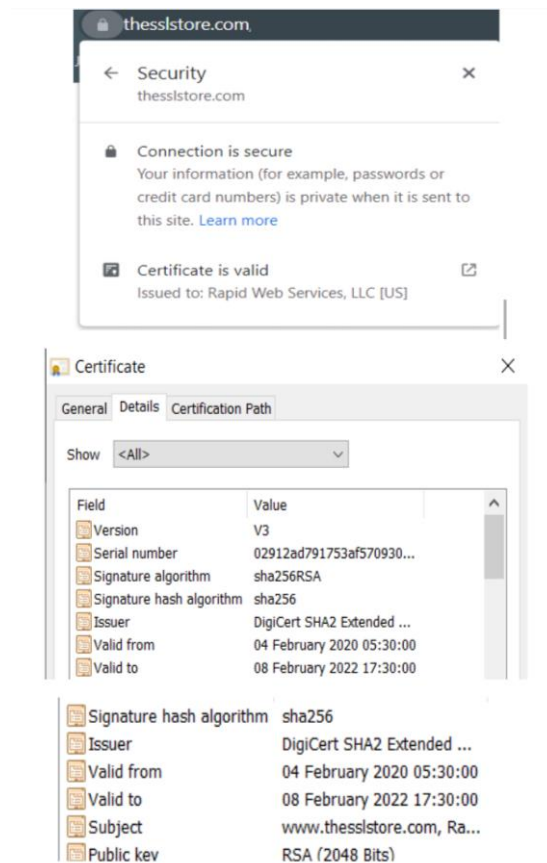 thesslstore.com
Security
thesslstore.com
Connection is secure
Your information (for example, passwords or
credit card numbers) is private when it is sent to
this site. Learn more
Certificate is valid
Issued to: Rapid Web Services, LLC [US]
Certificate
General Details Certification Path
Show <All>
Field Value
Version V3
Serial number 02912ad791753af570930...
Signature algorithm sha256RSA
Signature hash algorithm sha256
Issuer DigiCert SHA2 Extended ...
Valid from 04 February 2020 05:30:00
Valid to 08 February 2022 17:30:00
Signature hash algorithm sha256
Issuer DigiCert SHA2 Extended ...
Valid from 04 February 2020 05:30:00
Valid to 08 February 2022 17:30:00
Subject www.thesslstore.com, Ra...
Public key RSA (2048 Bits)